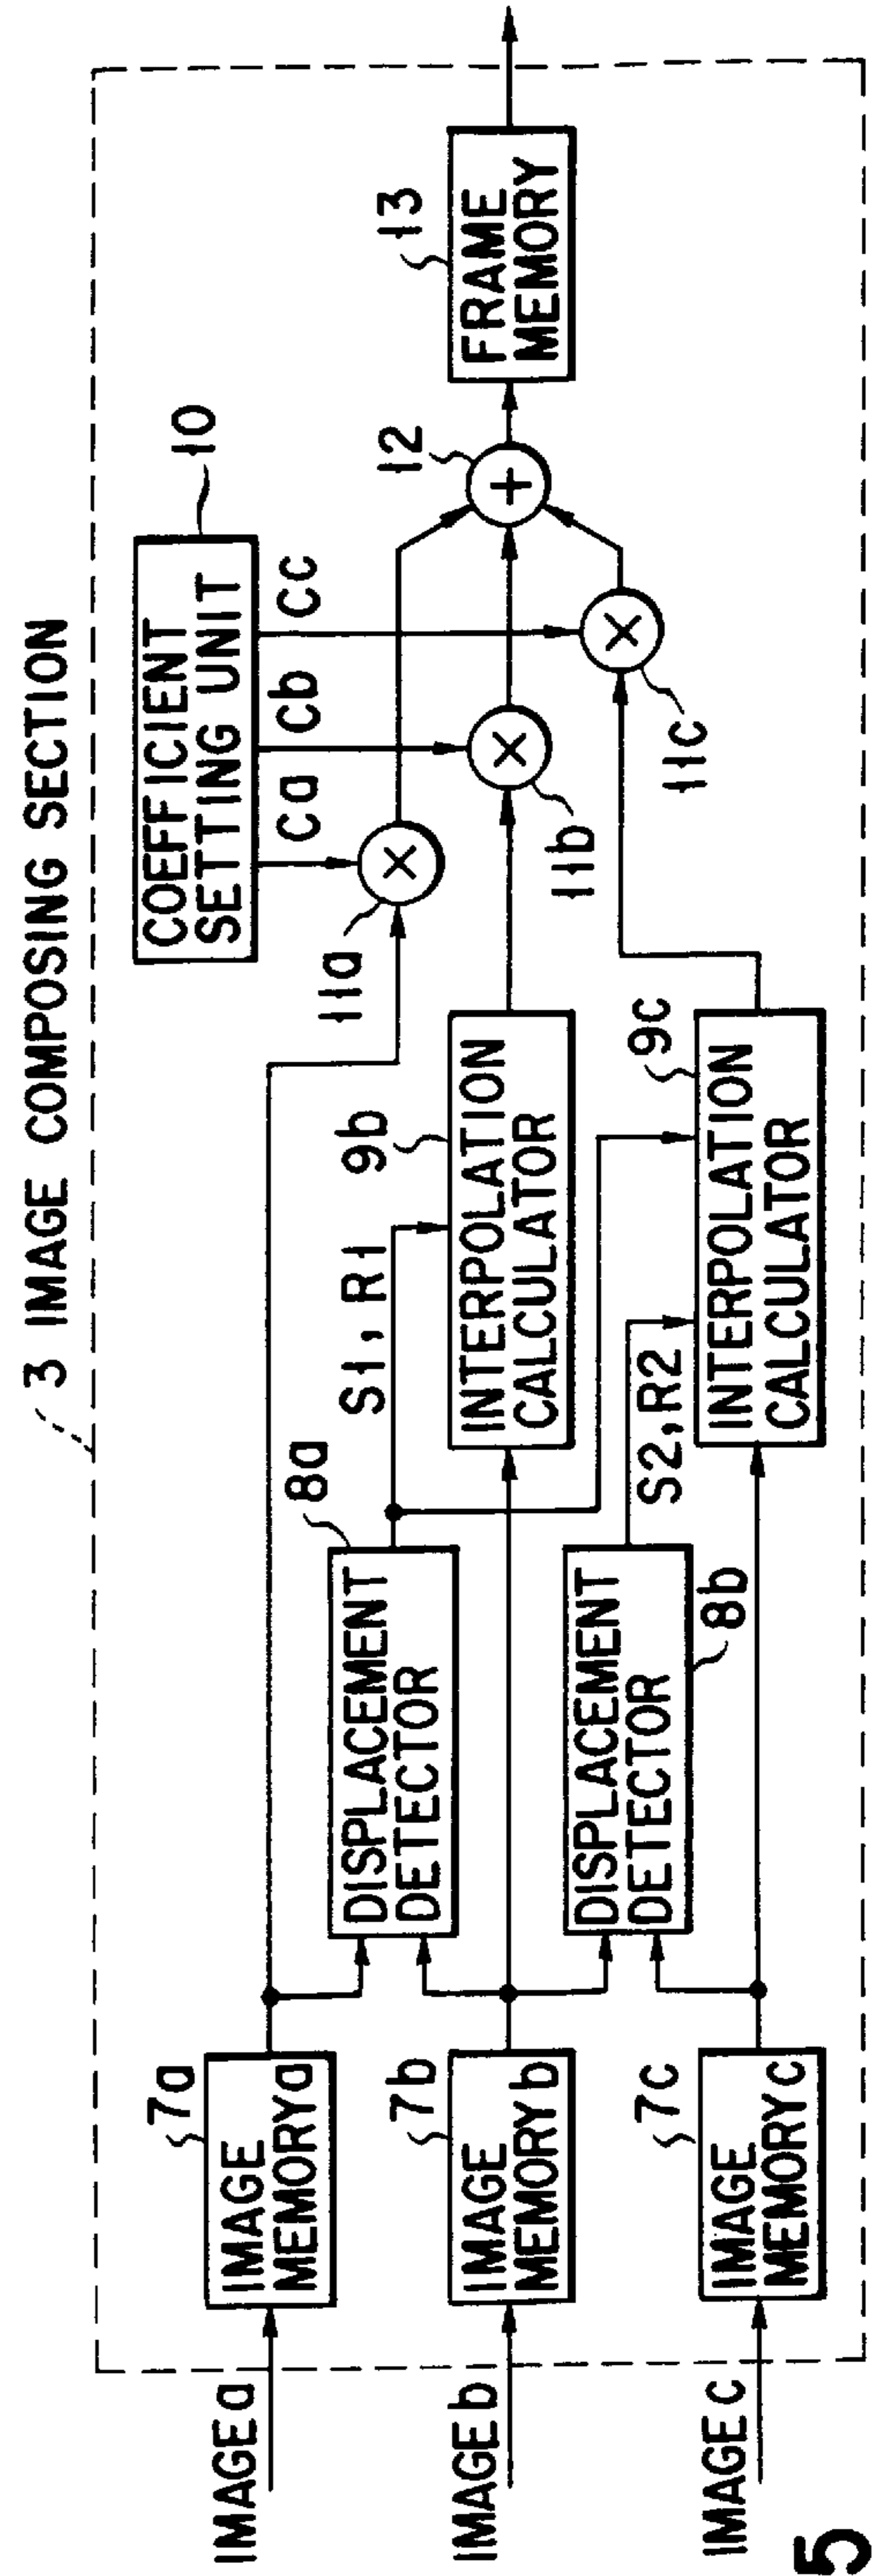 3 IMAGE COMPOSING SECTION
COEFFICIENT
SETTING UNIT
10
Ca
Cb
Cc
11a
11b
11c
12
13
FRAME
MEMORY
9b
INTERPOLATION
CALCULATOR
9c
INTERPOLATION
CALCULATOR
S1, R1
S2, R2
8a
DISPLACEMENT
DETECTOR
8b
DISPLACEMENT
DETECTOR
7a
IMAGE
MEMORY a
7b
IMAGE
MEMORY b
7c
IMAGE
MEMORY c
IMAGE a
IMAGE b
IMAGE c
×
×
×
+
5